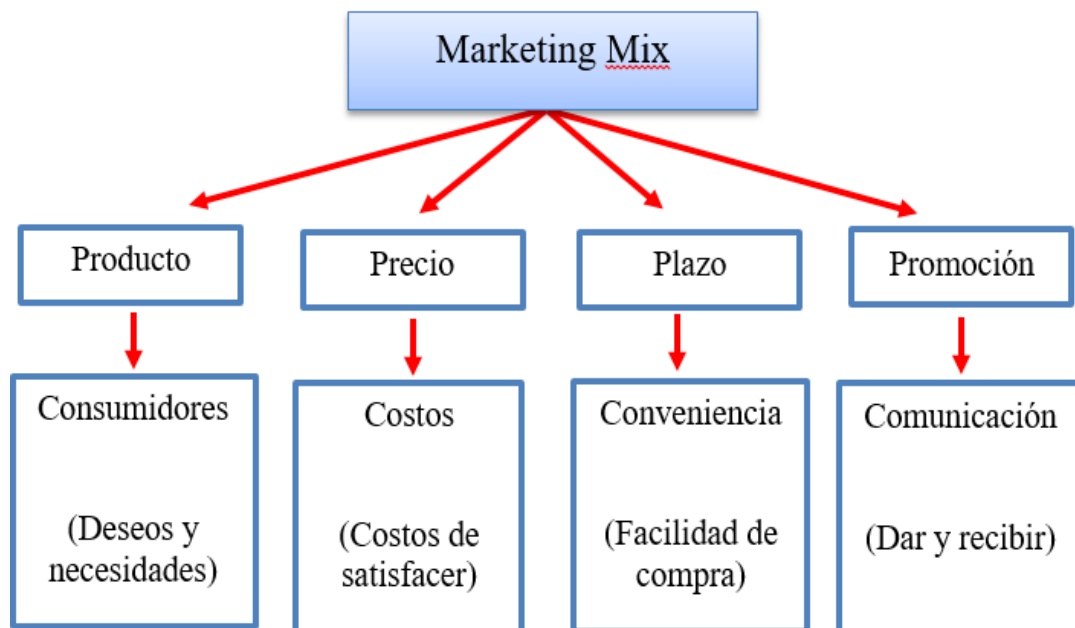 Marketing Mix
Producto
Precio
Plazo
Promoción
Consumidores
(Deseos y
necesidades)
Costos
(Costos de
satisfacer)
Conveniencia
(Facilidad de
compra)
Comunicación
(Dar y recibir)